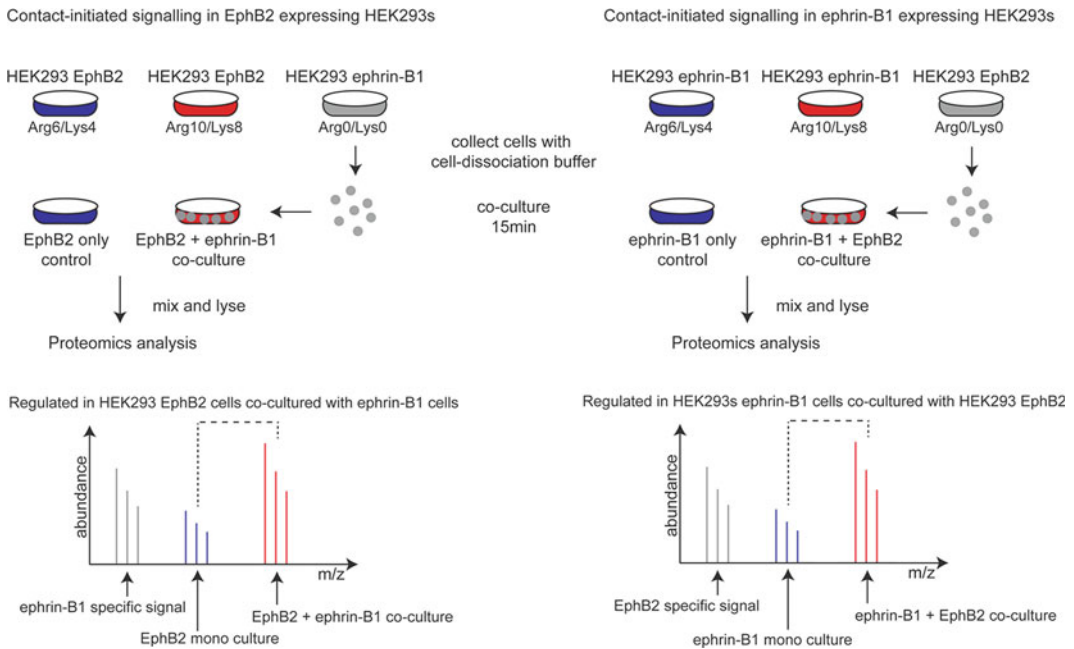 Contact-initiated signalling in EphB2 expressing HEK293s
HEK293 EphB2
HEK293 EphB2
HEK293 ephrin-B1
Arg6/Lys4
Arg10/Lys8
Arg0/Lys0
collect cells with
cell-dissociation buffer
co-culture
15min
EphB2 only
control
EphB2 + ephrin-B1
co-culture
mix and lyse
Proteomics analysis
Regulated in HEK293 EphB2 cells co-cultured with ephrin-B1 cells
abundance
m/z
ephrin-B1 specific signal
EphB2 mono culture
EphB2 + ephrin-B1 co-culture
Contact-initiated signalling in ephrin-B1 expressing HEK293s
HEK293 ephrin-B1
HEK293 ephrin-B1
HEK293 EphB2
Arg6/Lys4
Arg10/Lys8
Arg0/Lys0
ephrin-B1 only
control
ephrin-B1 + EphB2
co-culture
mix and lyse
Proteomics analysis
Regulated in HEK293s ephrin-B1 cells co-cultured with HEK293 EphB2
abundance
m/z
EphB2 specific signal
ephrin-B1 mono culture
ephrin-B1 + EphB2 co-culture